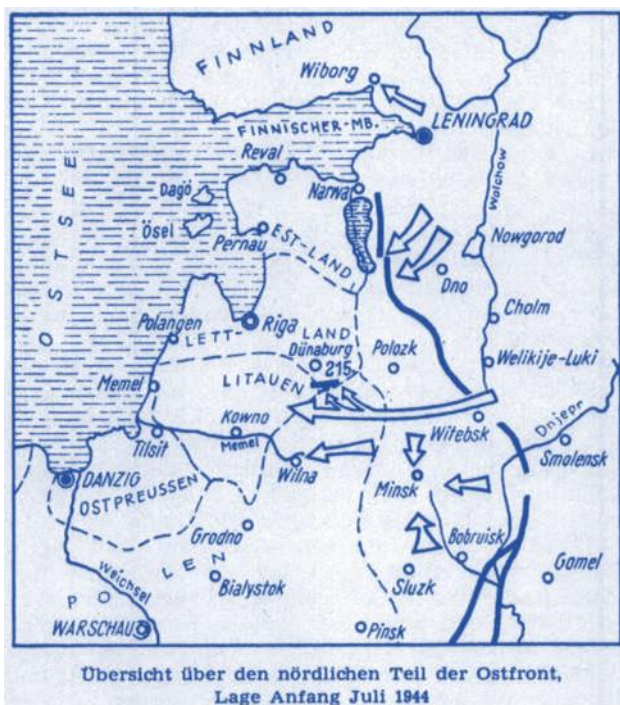 FINNLAND
Wiborg
FINNISCHER-MB.
LENINGRAD
Reval
Wolchow
Dagö
Narwa
Ösel
Nowgorod
Pernau
EST-LAND
Dno
OSTSEE
Cholm
Polangen
Riga
LETT-
LAND
Dünaburg
Polozk
Welikije-Luki
215
Memel
LITAUEN
Kowno
Witebsk
Dnjepr
Tilsit
Memel
Smolensk
Wilna
DANZIG
Minsk
OSTPREUSSEN
Grodno
Bobruisk
POLEN
Weichsel
Bialystok
Sluzk
Gomel
WARSCHAU
Pinsk
Übersicht über den nördlichen Teil der Ostfront,
Lage Anfang Juli 1944